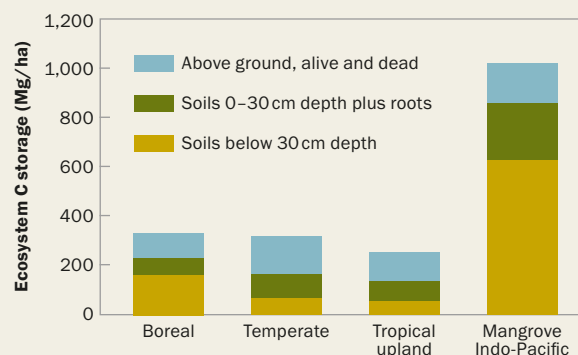 Ecosystem C storage (Mg/ha)
1,200
1,000
800
600
400
200
0
Above ground, alive and dead
Soils 0–30 cm depth plus roots
Soils below 30 cm depth
Boreal
Temperate
Tropical
upland
Mangrove
Indo-Pacific